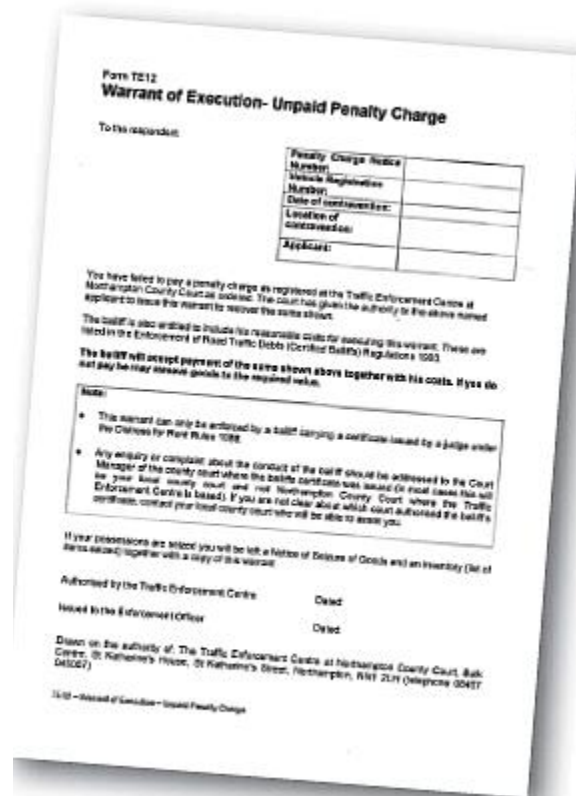 Form TE12
Warrant of Execution- Unpaid Penalty Charge
To the respondent
Penalty Charge Notice
Number:
Vehicle Registration
Number:
Date of contravention:
Location of
contravention:
Applicant:
You have failed to pay a penalty charge as registered at the Traffic Enforcement Centre at
Northampton County Court as ordered. The court has given the authority to the above named
applicant to issue this warrant to recover the same shown.
The bailiff is also entitled to include his reasonable costs for executing this warrant. These are
listed in the Enforcement of Road Traffic Debts (Certified Bailiffs) Regulations 1993.
The bailiff will accept payment of the same shown above together with his costs. If you do
not pay he may remove goods to the required value.
Note:
• This warrant can only be enforced by a bailiff carrying a certificate issued by a judge under
the Distress for Rent Rules 1988.
• Any enquiry or complaint about the conduct of the bailiff should be addressed to the Court
Manager of the county court where the bailiffs certificate was issued (in most cases this will
be your local county court and not Northampton County Court where the Traffic
Enforcement Centre is based). If you are not clear about which court authorised the bailiff's
certificate, contact your local county court who will be able to assist you.
If your possessions are seized you will be left a Notice of Seizure of Goods and an Inventory (list of
items seized) together with a copy of this warrant
Authorised by the Traffic Enforcement Centre Dated
Issued to the Enforcement Officer Dated
Drawn on the authority of: The Traffic Enforcement Centre at Northampton County Court, Bulk
Centre, St Katharine's House, St Katharine's Street, Northampton, NN1 2LH (telephone 08457
045007)
TE12 – Warrant of Execution – Unpaid Penalty Charge